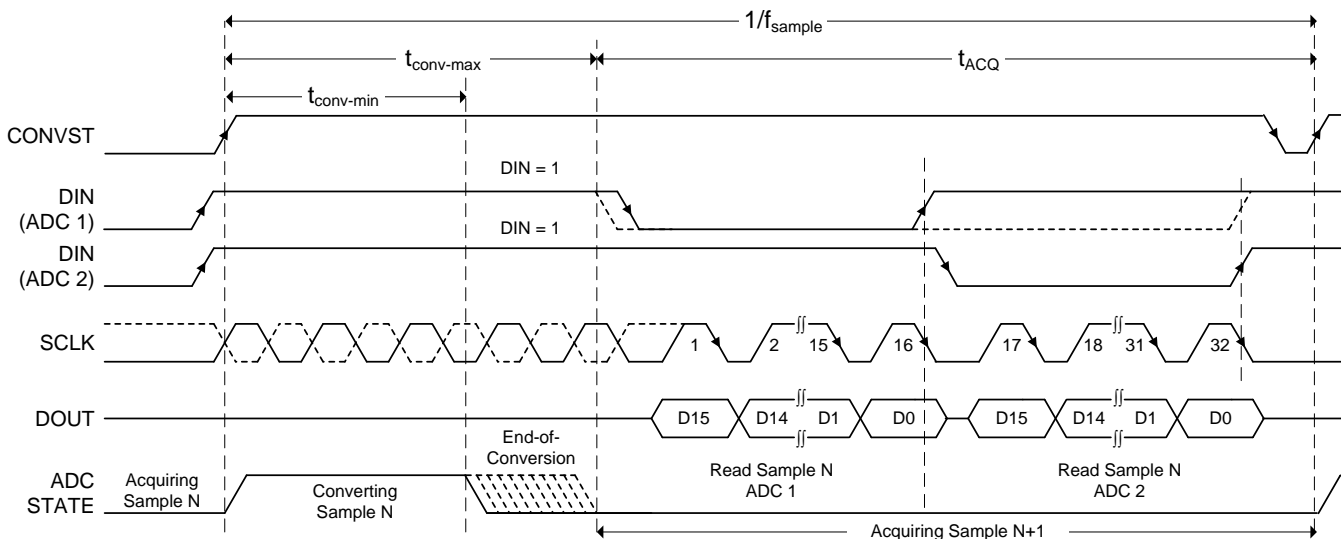 1/fsample
tconv-max
tACQ
tconv-min
CONVST
DIN = 1
DIN
(ADC 1)
DIN = 1
DIN
(ADC 2)
SCLK
1 2 15 16 17 18 31 32
DOUT
D15 D14 D1 D0 D15 D14 D1 D0
End-of-
Conversion
ADC
STATE
Acquiring
Sample N
Converting
Sample N
Read Sample N
ADC 1
Read Sample N
ADC 2
Acquiring Sample N+1